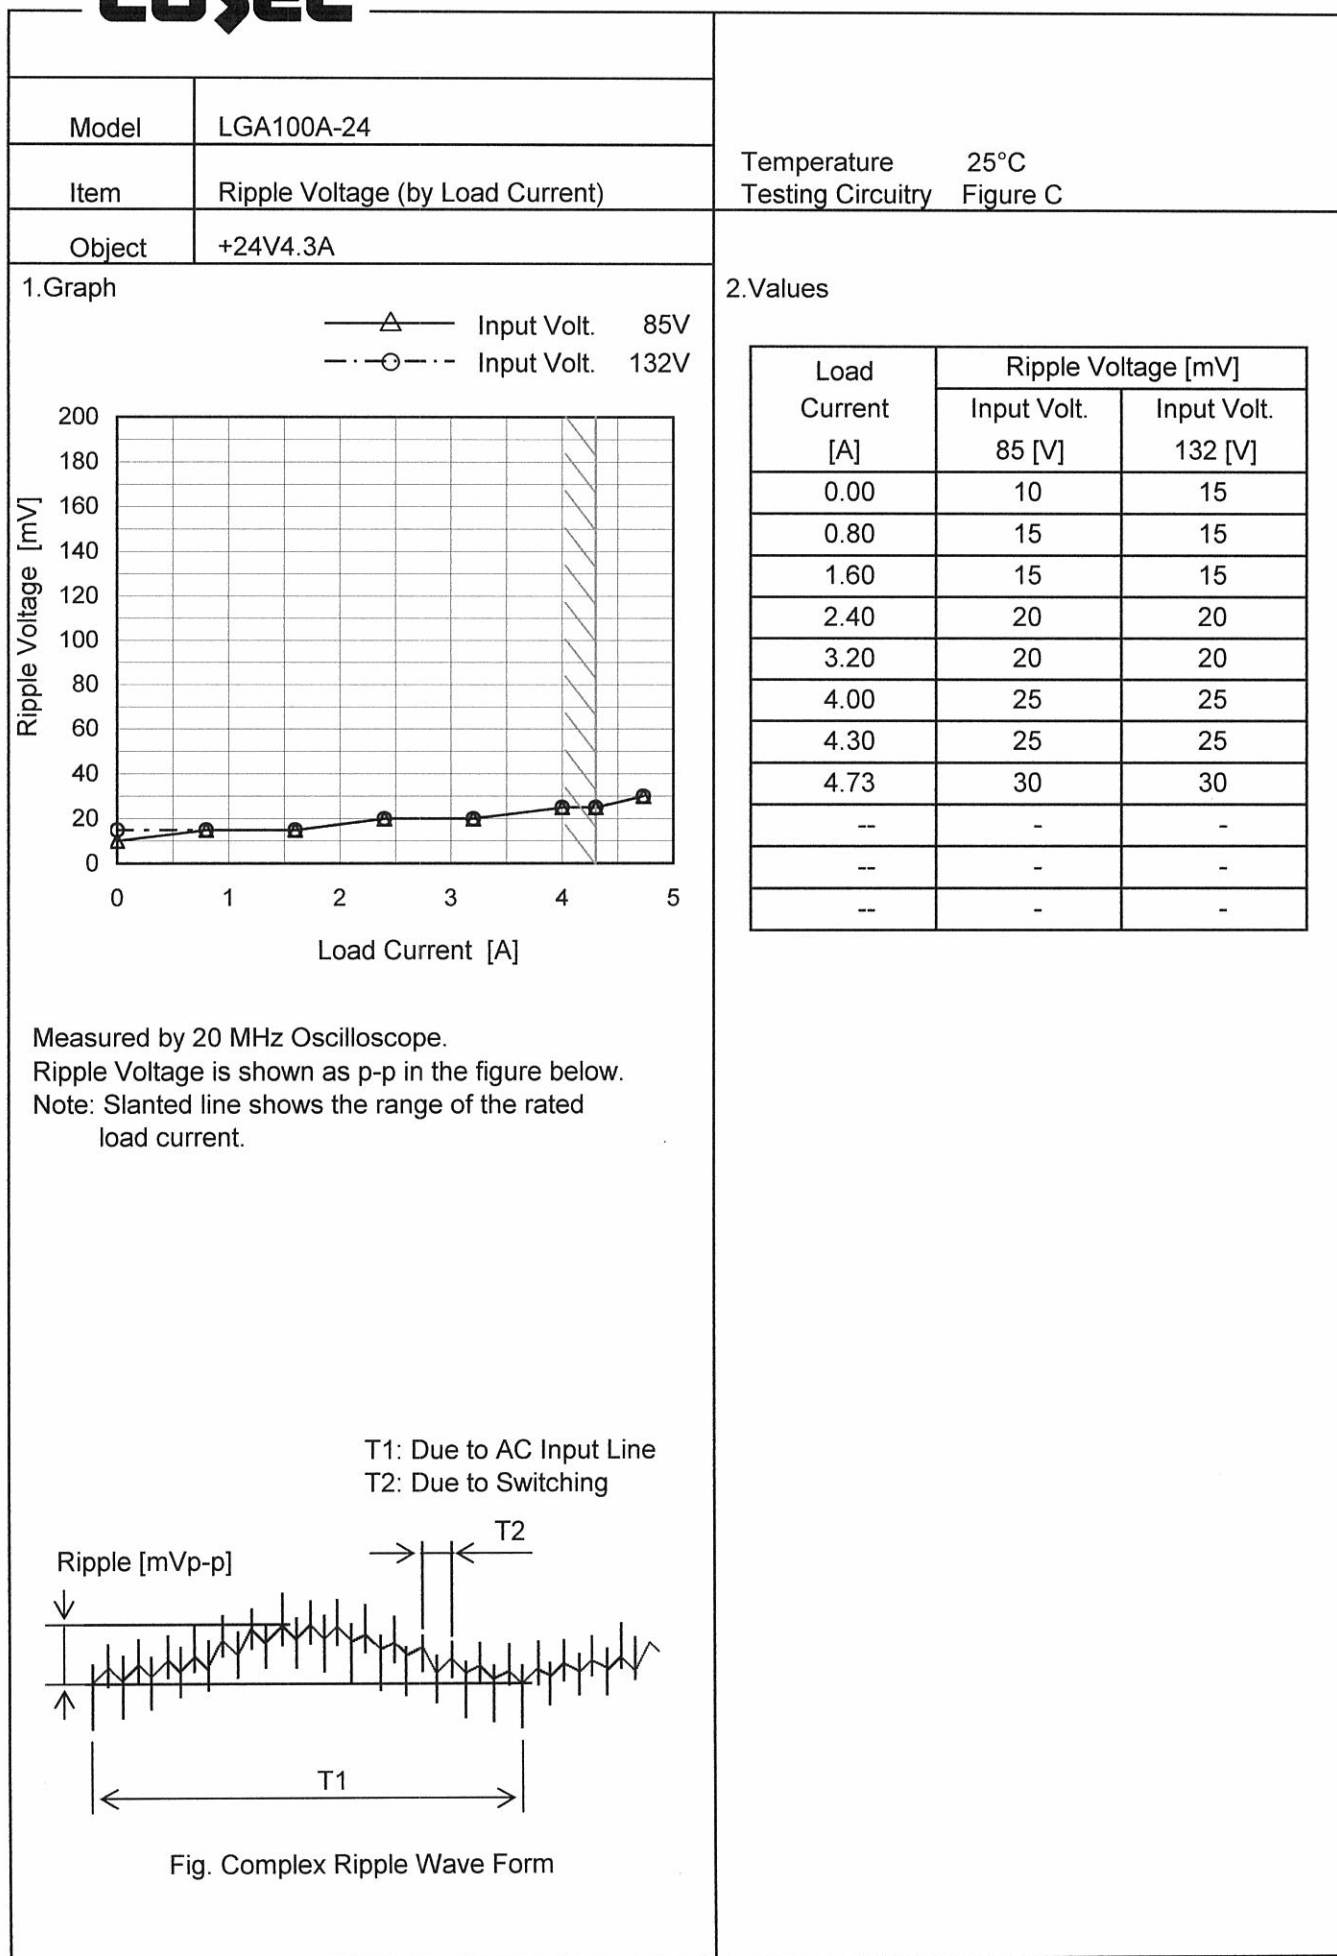 Model LGA100A-24
Item Ripple Voltage (by Load Current)
Object +24V4.3A
Temperature 25°C
Testing Circuitry Figure C
1.Graph
Input Volt. 85V
Input Volt. 132V
200
180
160
140
120
100
80
60
40
20
0
Ripple Voltage [mV]
0 1 2 3 4 5
Load Current [A]
Measured by 20 MHz Oscilloscope.
Ripple Voltage is shown as p-p in the figure below.
Note: Slanted line shows the range of the rated
load current.
T1: Due to AC Input Line
T2: Due to Switching
T2
Ripple [mVp-p]
T1
Fig. Complex Ripple Wave Form
2.Values
Load Ripple Voltage [mV]
Current Input Volt. Input Volt.
[A] 85 [V] 132 [V]
0.00 10 15
0.80 15 15
1.60 15 15
2.40 20 20
3.20 20 20
4.00 25 25
4.30 25 25
4.73 30 30
-- - -
-- - -
-- - -